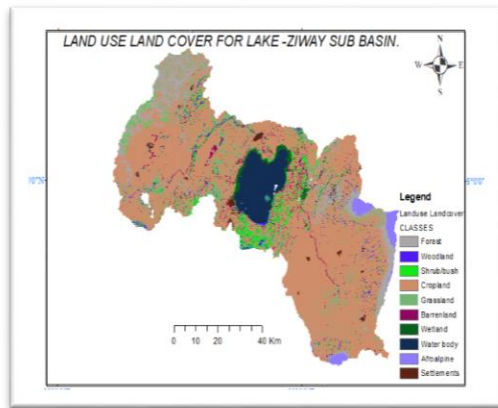 LAND USE LAND COVER FOR LAKE -ZIWAY SUB BASIN.
N
W E
S
Legend
Landuse Landcover
CLASSES
Forest
Woodland
Shrub/bush
Cropland
Grassland
Barrenland
Wetland
Water body
Afroalpine
Settlements
0 10 20 40 Km